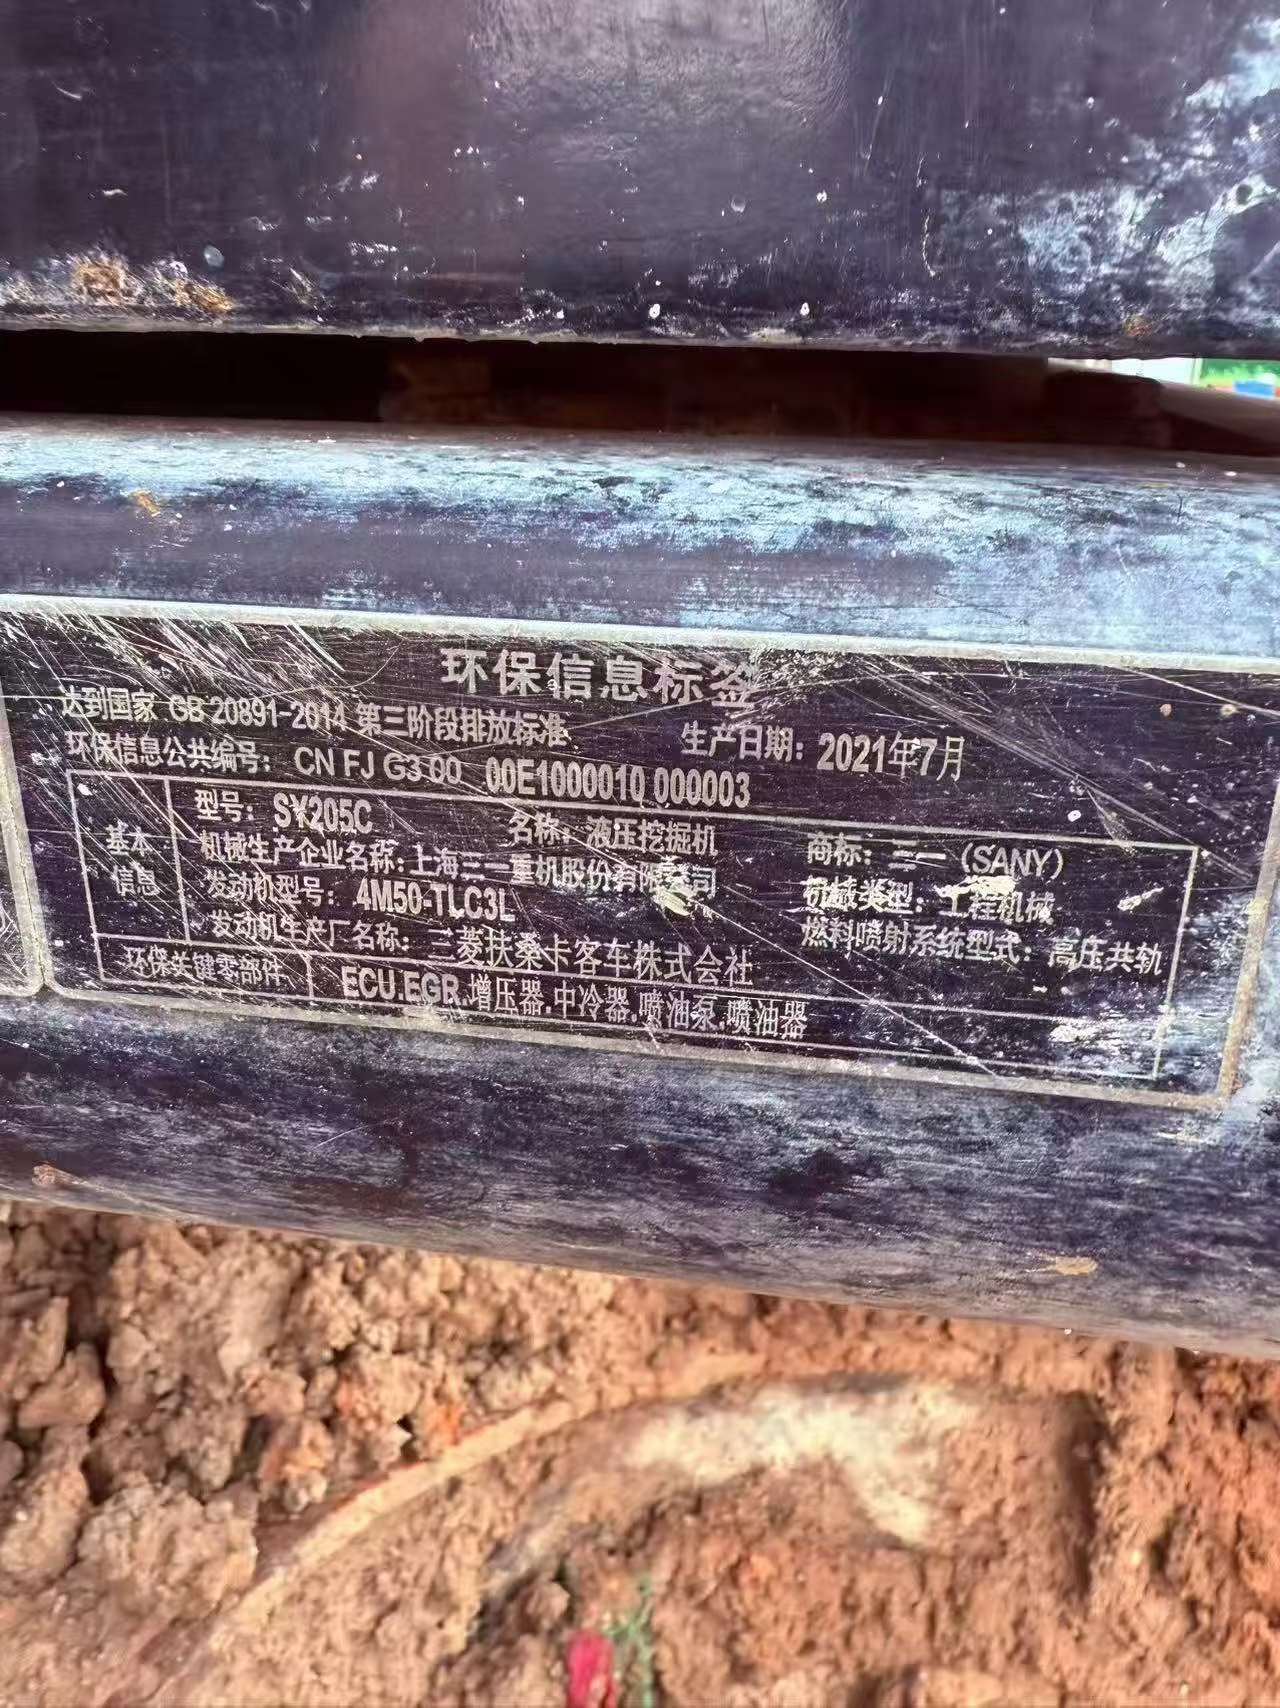 环保信息标签
达到国家 GB 20891-2014 第三阶段排放标准
生产日期：2021年7月
环保信息公共编号：CN FJ G3 00 00E1000010 000003
基本信息
型号：SY205C 名称：液压挖掘机 商标：三一（SANY）
机械生产企业名称：上海三一重机股份有限公司 机械类型：工程机械
发动机型号：4M50-TLC3L 燃料喷射系统型式：高压共轨
发动机生产厂名称：三菱扶桑卡客车株式会社
环保关键零部件 ECU.EGR.增压器.中冷器.喷油泵.喷油器